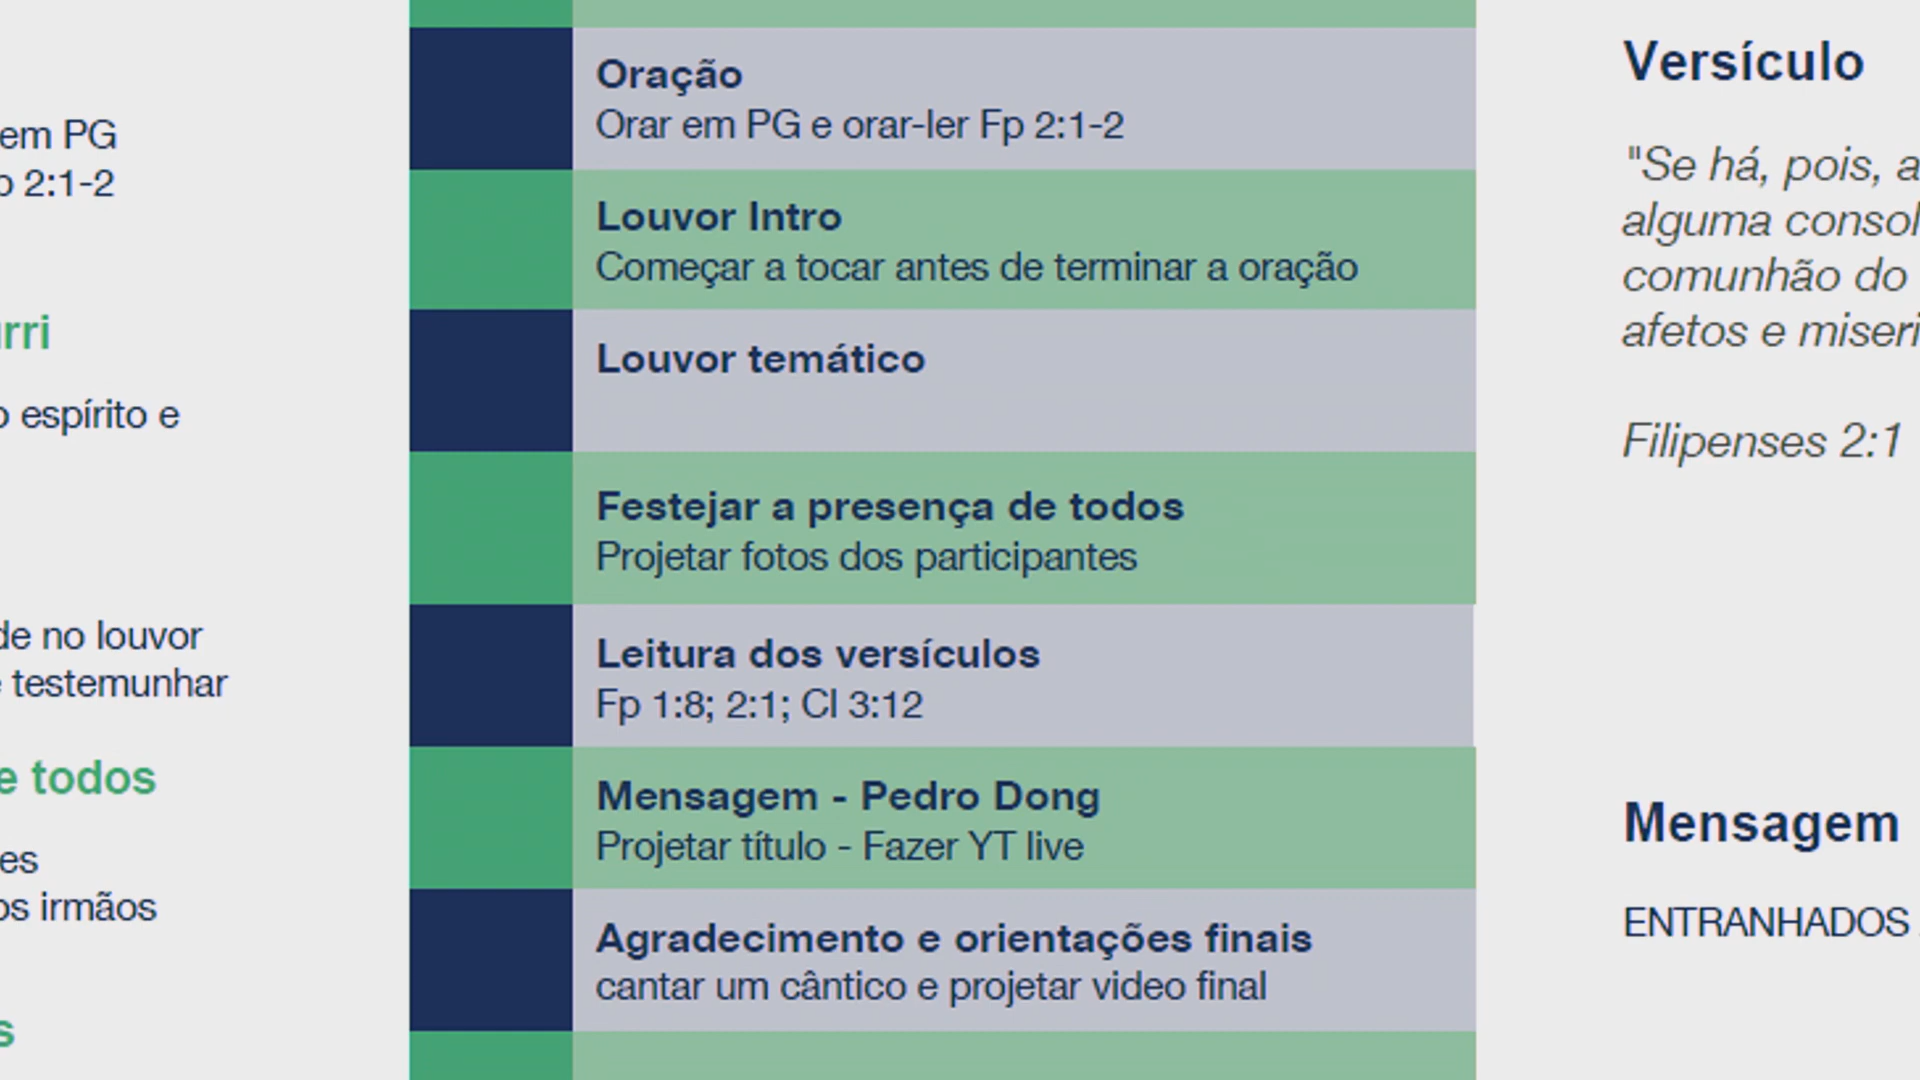 em PG
2:1-2
rri
espírito e
de no louvor
testemunhar
e todos
es
os irmãos
s
Oração
Orar em PG e orar-ler Fp 2:1-2
Louvor Intro
Começar a tocar antes de terminar a oração
Louvor temático
Festejar a presença de todos
Projetar fotos dos participantes
Leitura dos versículos
Fp 1:8; 2:1; Cl 3:12
Mensagem - Pedro Dong
Projetar título - Fazer YT live
Agradecimento e orientações finais
cantar um cântico e projetar video final
Versículo
"Se há, pois, a
alguma consol
comunhão do
afetos e miseri
Filipenses 2:1
Mensagem
ENTRANHADOS